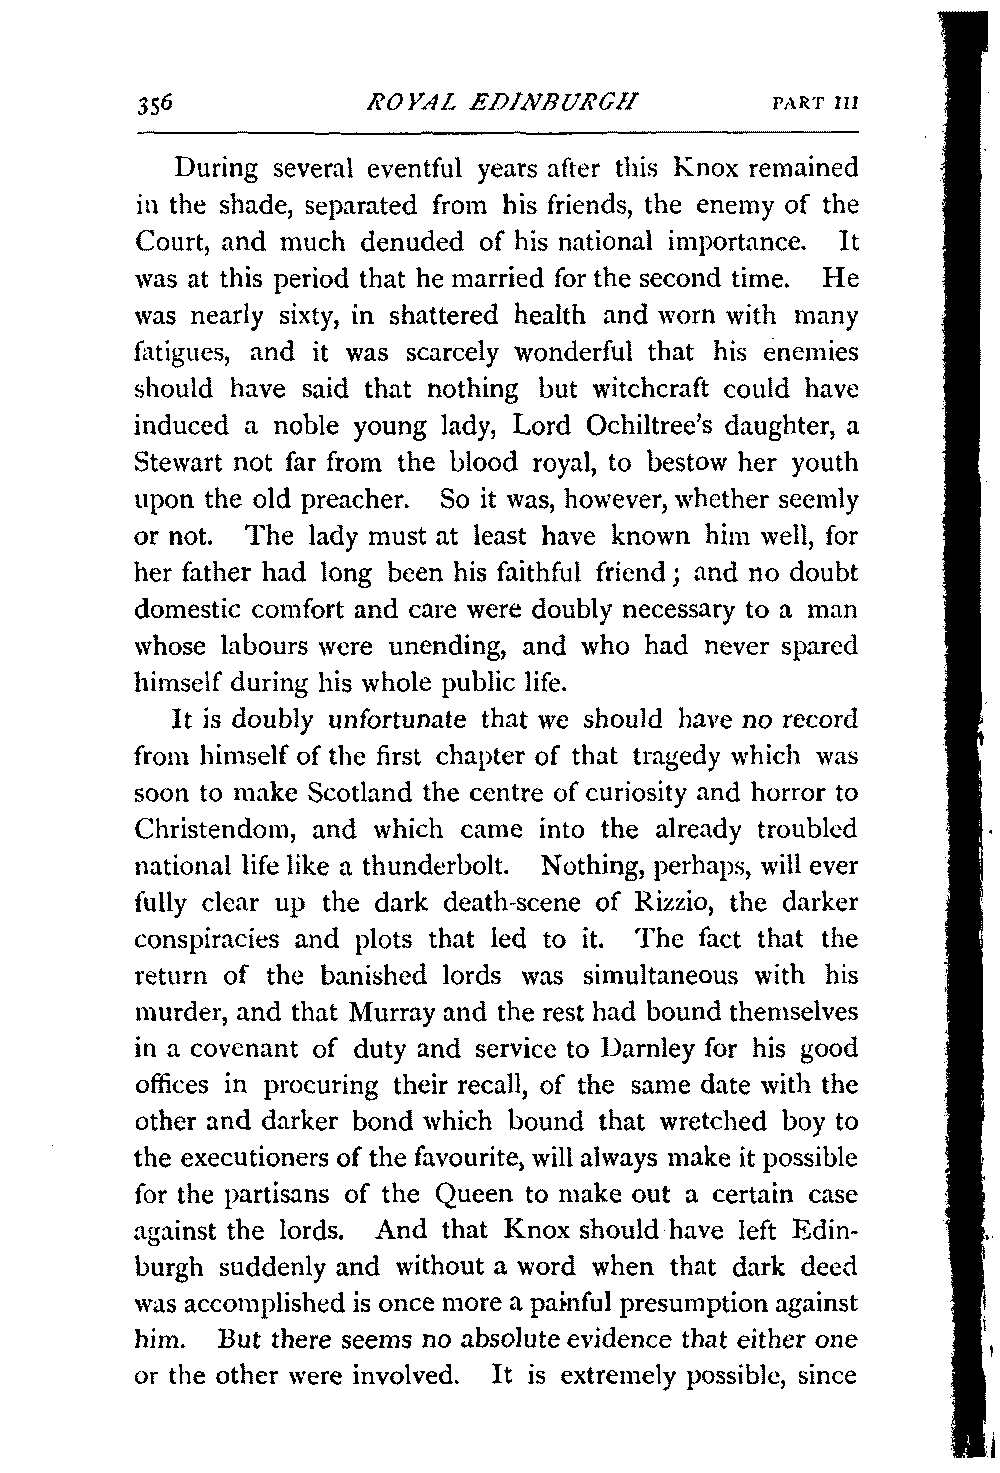 356 ROYAL EDINBURGH PART III
During several eventful years after this Knox remained
in the shade, separated from his friends, the enemy of the
Court, and much denuded of his national importance. It
was at this period that he married for the second time. He
was nearly sixty, in shattered health and worn with many
fatigues, and it was scarcely wonderful that his enemies
should have said that nothing but witchcraft could have
induced a noble young lady, Lord Ochiltree's daughter, a
Stewart not far from the blood royal, to bestow her youth
upon the old preacher. So it was, however, whether seemly
or not. The lady must at least have known him well, for
her father had long been his faithful friend; and no doubt
domestic comfort and care were doubly necessary to a man
whose labours were unending, and who had never spared
himself during his whole public life.
It is doubly unfortunate that we should have no record
from himself of the first chapter of that tragedy which was
soon to make Scotland the centre of curiosity and horror to
Christendom, and which came into the already troubled
national life like a thunderbolt. Nothing, perhaps, will ever
fully clear up the dark death-scene of Rizzio, the darker
conspiracies and plots that led to it. The fact that the
return of the banished lords was simultaneous with his
murder, and that Murray and the rest had bound themselves
in a covenant of duty and service to Darnley for his good
offices in procuring their recall, of the same date with the
other and darker bond which bound that wretched boy to
the executioners of the favourite, will always make it possible
for the partisans of the Queen to make out a certain case
against the lords. And that Knox should have left Edin-
burgh suddenly and without a word when that dark deed
was accomplished is once more a painful presumption against
him. But there seems no absolute evidence that either one
or the other were involved. It is extremely possible, since